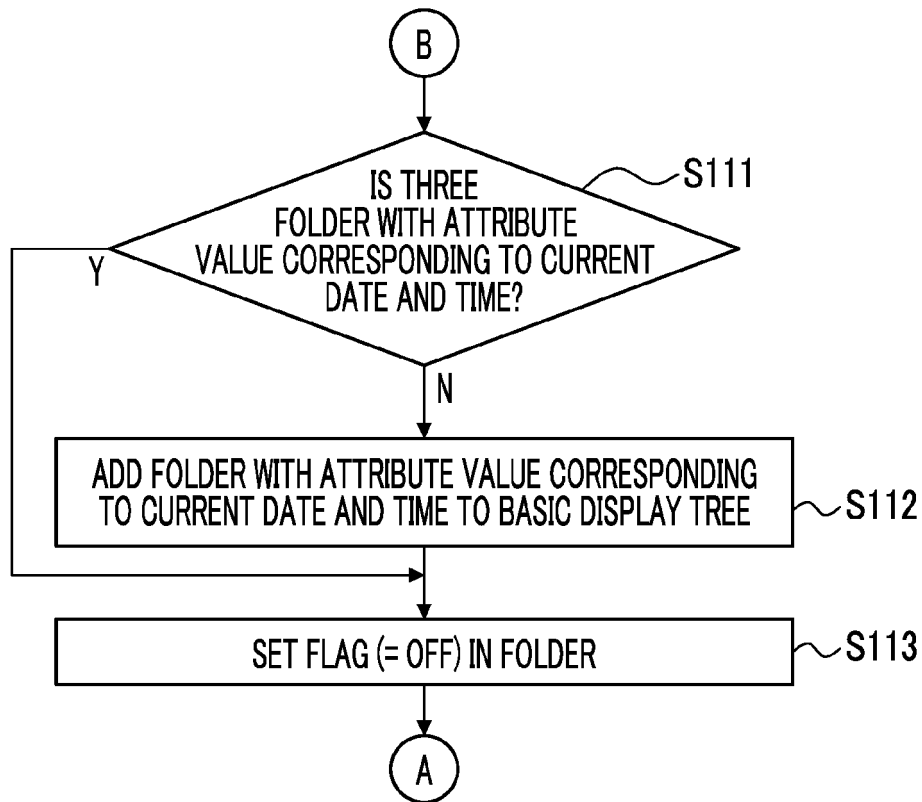 B
S111
IS THREE
FOLDER WITH ATTRIBUTE
VALUE CORRESPONDING TO CURRENT
DATE AND TIME?
Y
N
ADD FOLDER WITH ATTRIBUTE VALUE CORRESPONDING
TO CURRENT DATE AND TIME TO BASIC DISPLAY TREE
S112
SET FLAG (= OFF) IN FOLDER
S113
A